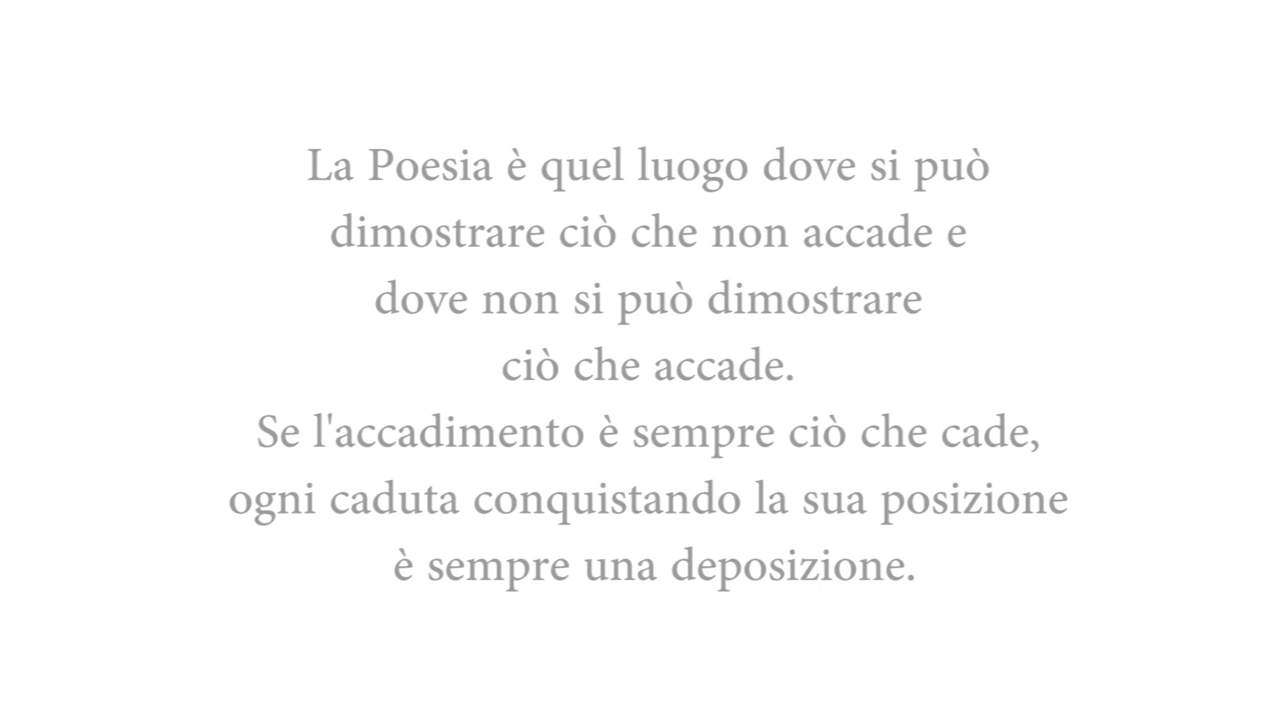 La Poesia è quel luogo dove si può
dimostrare ciò che non accade e
dove non si può dimostrare
ciò che accade.
Se l'accadimento è sempre ciò che cade,
ogni caduta conquistando la sua posizione
è sempre una deposizione.